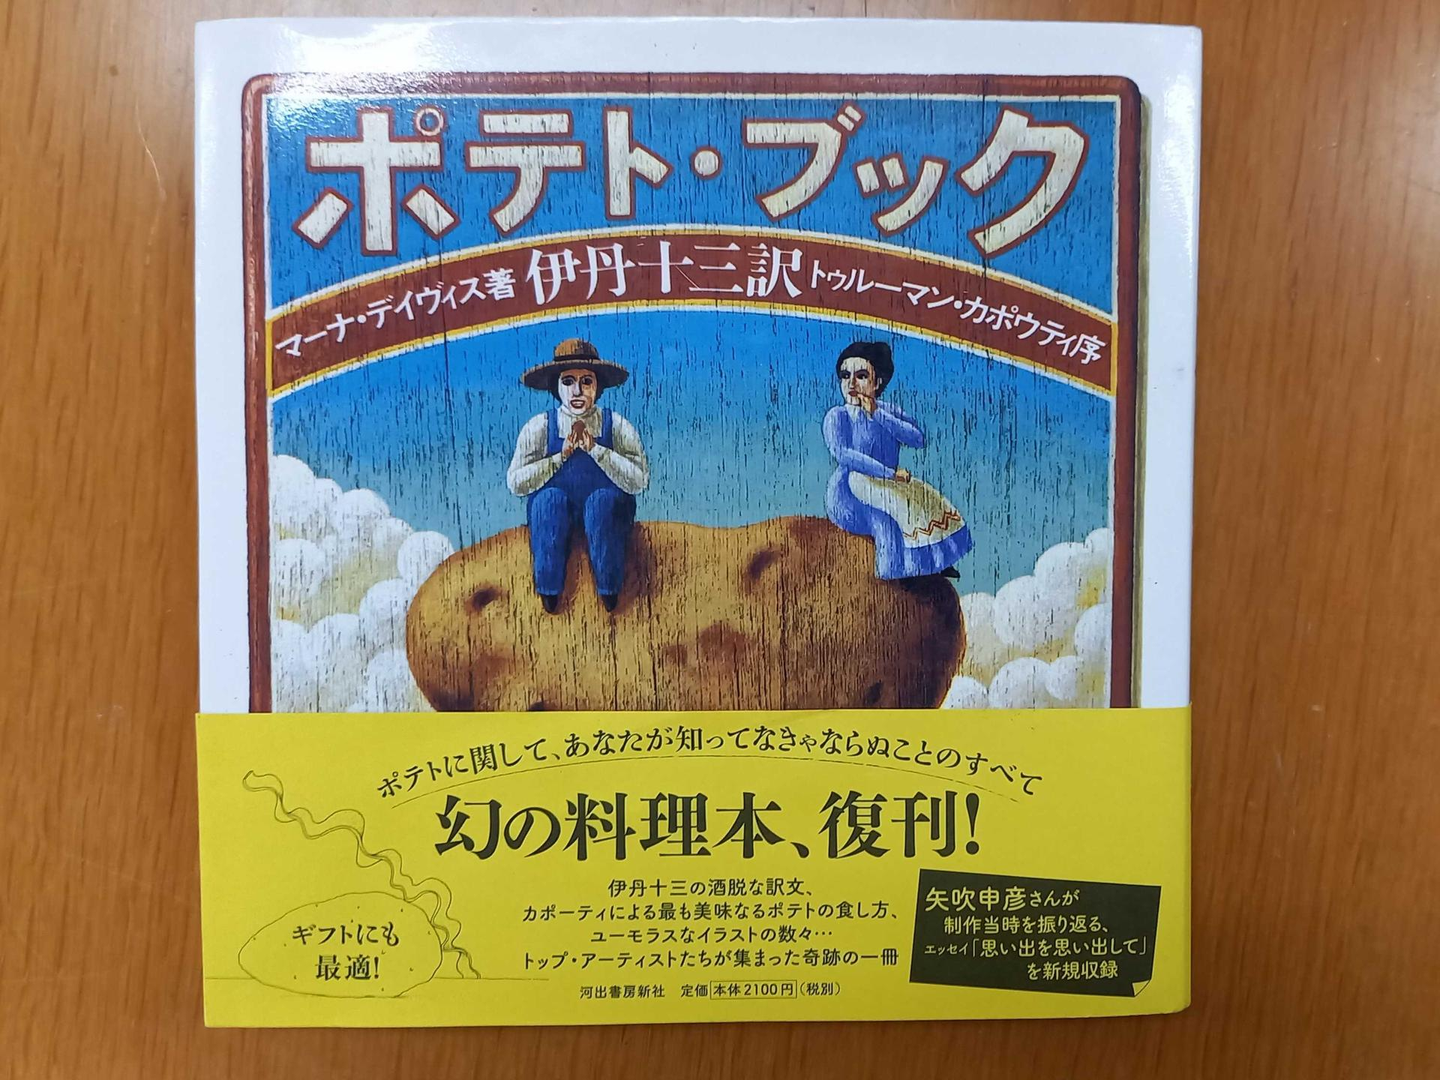 ポテト・ブック
マーナ・デイヴィス著 伊丹十三訳 トゥルーマン・カポウティ序
ポテトに関して、あなたが知ってなきゃならぬことのすべて
幻の料理本、復刊!
伊丹十三の洒脱な訳文、
カポーティによる最も美味なるポテトの食し方、
ユーモラスなイラストの数々…
トップ・アーティストたちが集まった奇跡の一冊
河出書房新社 定価 本体2100円(税別)
ギフトにも
最適!
矢吹申彦さんが
制作当時を振り返る、
エッセイ「思い出を思い出して」
を新規収録